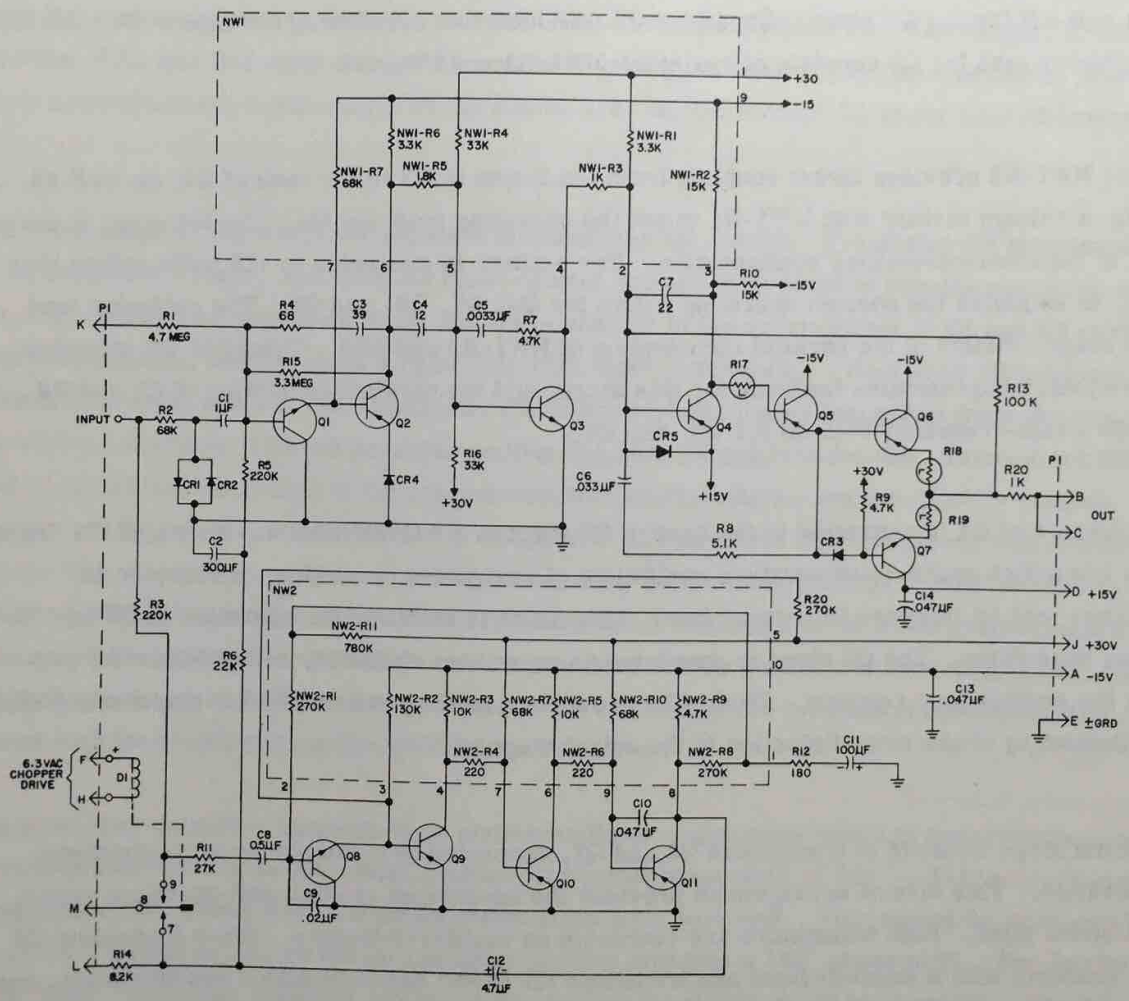 NW1
+30
9
-15
NW1-R6
3.3K
NW1-R4
33K
NW1-R1
3.3K
NW1-R5
1.8K
NW1-R7
68K
NW1-R3
1K
NW1-R2
15K
7
6
5
4
2
3
C7
22
R10
15K
-15V
P1
K
R1
4.7 MEG
R4
68
C3
39
C4
12
C5
.0033µF
R7
4.7K
R15
3.3MEG
R17
-15V
-15V
R13
100 K
INPUT
R2
68K
C1
1µF
Q1
Q2
Q3
Q4
Q5
Q6
CR5
R18
P1
R20
1K
B
OUT
C
R5
220K
CR1
CR2
CR4
R16
33K
+30V
C6
.033µF
+15V
+30V
R9
4.7K
R19
R8
5.1K
CR3
Q7
C2
300µF
C14
.047µF
D
+15V
NW2
R20
270K
R3
220K
NW2-R11
780K
5
J
+30V
R6
22K
10
A
-15V
NW2-R1
270K
NW2-R2
130K
NW2-R3
10K
NW2-R7
68K
NW2-R5
10K
NW2-R10
68K
NW2-R9
4.7K
C13
.047µF
E
±GRD
6.3VAC
CHOPPER
DRIVE
F
+
D1
H
NW2-R4
220
NW2-R6
220
NW2-R8
270K
1
R12
180
C11
100µF
- +
2
3
4
7
6
9
8
C10
.047µF
R11
27K
C8
0.5µF
Q8
Q9
Q10
Q11
C9
.02µF
9
M
8
7
L
R14
8.2K
C12
+ -
4.7µF